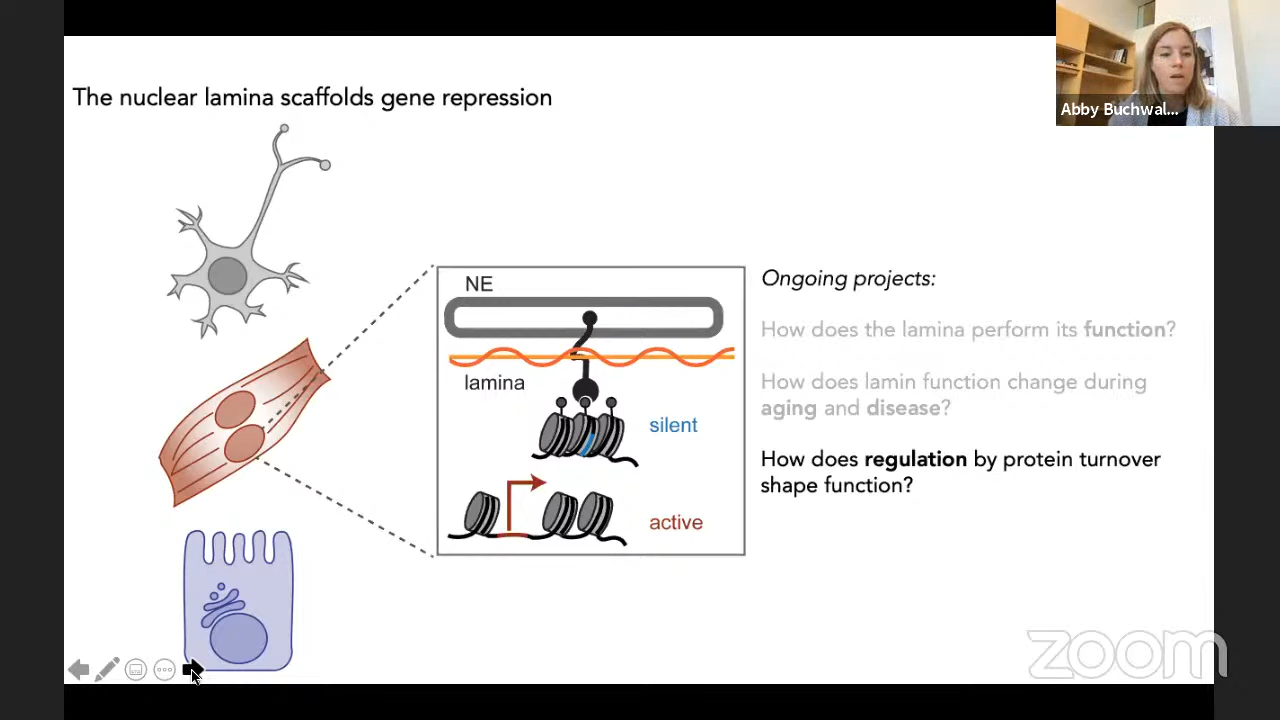 The nuclear lamina scaffolds gene repression
Abby Buchwal...
NE
lamina
silent
active
Ongoing projects:
How does the lamina perform its function?
How does lamin function change during
aging and disease?
How does regulation by protein turnover
shape function?
zoom